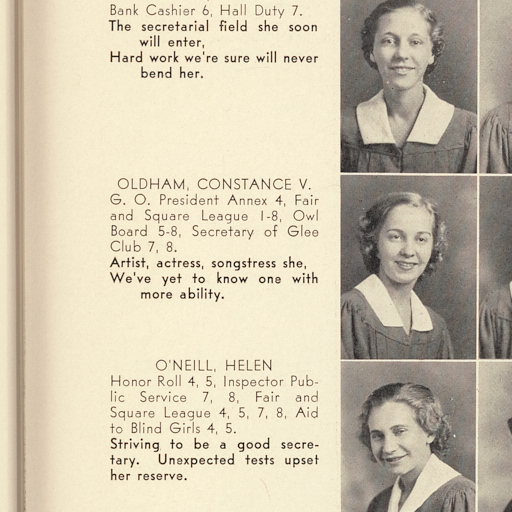 Bank Cashier 6, Hall Duty 7.
The secretarial field she soon
will enter,
Hard work we're sure will never
bend her.
OLDHAM, CONSTANCE V.
G. O. President Annex 4, Fair
and Square League 1-8, Owl
Board 5-8, Secretary of Glee
Club 7, 8.
Artist, actress, songstress she,
We've yet to know one with
more ability.
O'NEILL, HELEN
Honor Roll 4, 5, Inspector Pub-
lic Service 7, 8, Fair and
Square League 4, 5, 7, 8, Aid
to Blind Girls 4, 5.
Striving to be a good secre-
tary. Unexpected tests upset
her reserve.